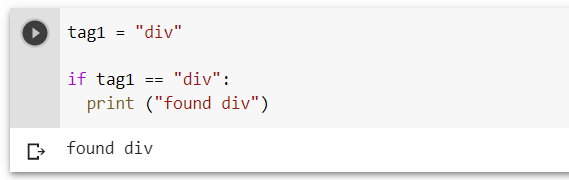 tag1 = "div"
if tag1 == "div":
  print ("found div")
found div